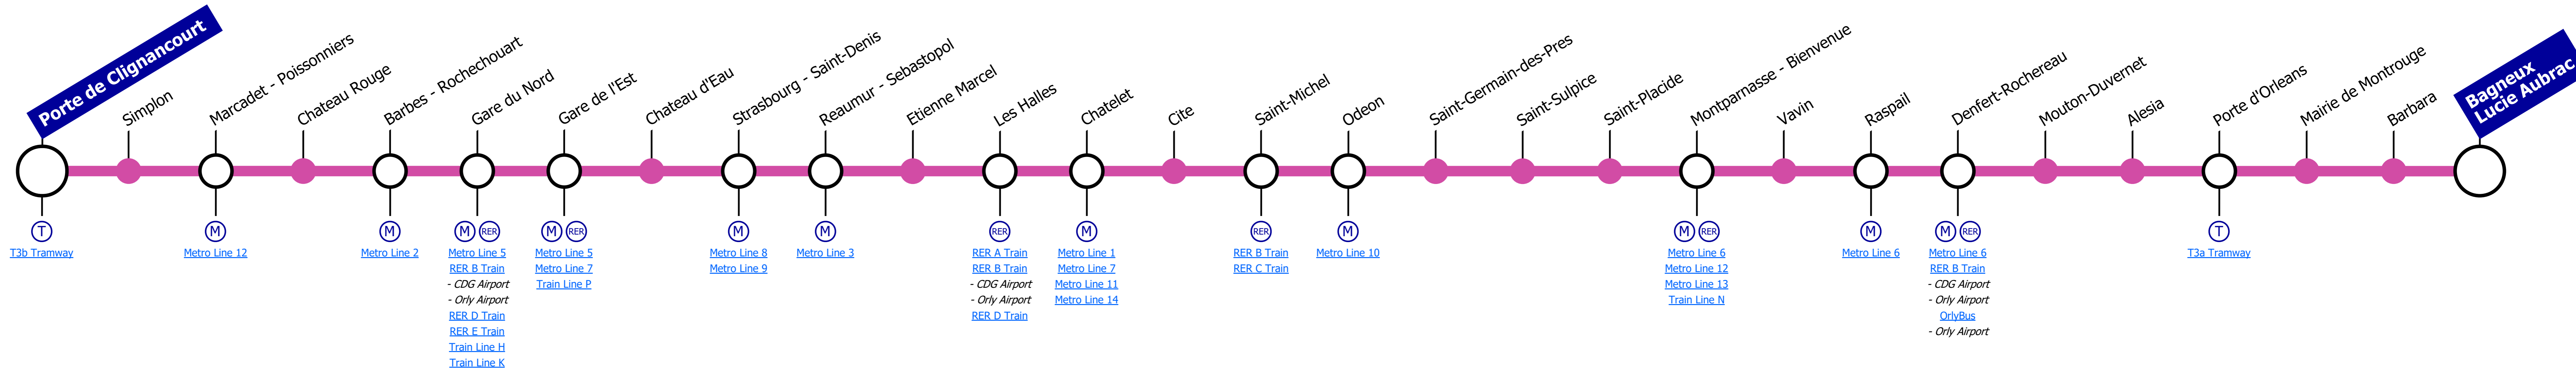 Porte de Clignancourt
Simplon
Marcadet - Poissonniers
Chateau Rouge
Barbes - Rochechouart
Gare du Nord
Gare de l'Est
Chateau d'Eau
Strasbourg - Saint-Denis
Reaumur - Sebastopol
Etienne Marcel
Les Halles
Chatelet
Cite
Saint-Michel
Odeon
Saint-Germain-des-Pres
Saint-Sulpice
Saint-Placide
Montparnasse - Bienvenue
Vavin
Raspail
Denfert-Rochereau
Mouton-Duvernet
Alesia
Porte d'Orleans
Mairie de Montrouge
Barbara
Bagneux
Lucie Aubrac
T
T3b Tramway
M
Metro Line 12
M
Metro Line 2
M RER
Metro Line 5
RER B Train
- CDG Airport
- Orly Airport
RER D Train
RER E Train
Train Line H
Train Line K
M RER
Metro Line 5
Metro Line 7
Train Line P
M
Metro Line 8
Metro Line 9
M
Metro Line 3
RER
RER A Train
RER B Train
- CDG Airport
- Orly Airport
RER D Train
M
Metro Line 1
Metro Line 7
Metro Line 11
Metro Line 14
RER
RER B Train
RER C Train
M
Metro Line 10
M RER
Metro Line 6
Metro Line 12
Metro Line 13
Train Line N
M
Metro Line 6
M RER
Metro Line 6
RER B Train
- CDG Airport
- Orly Airport
OrlyBus
- Orly Airport
T
T3a Tramway